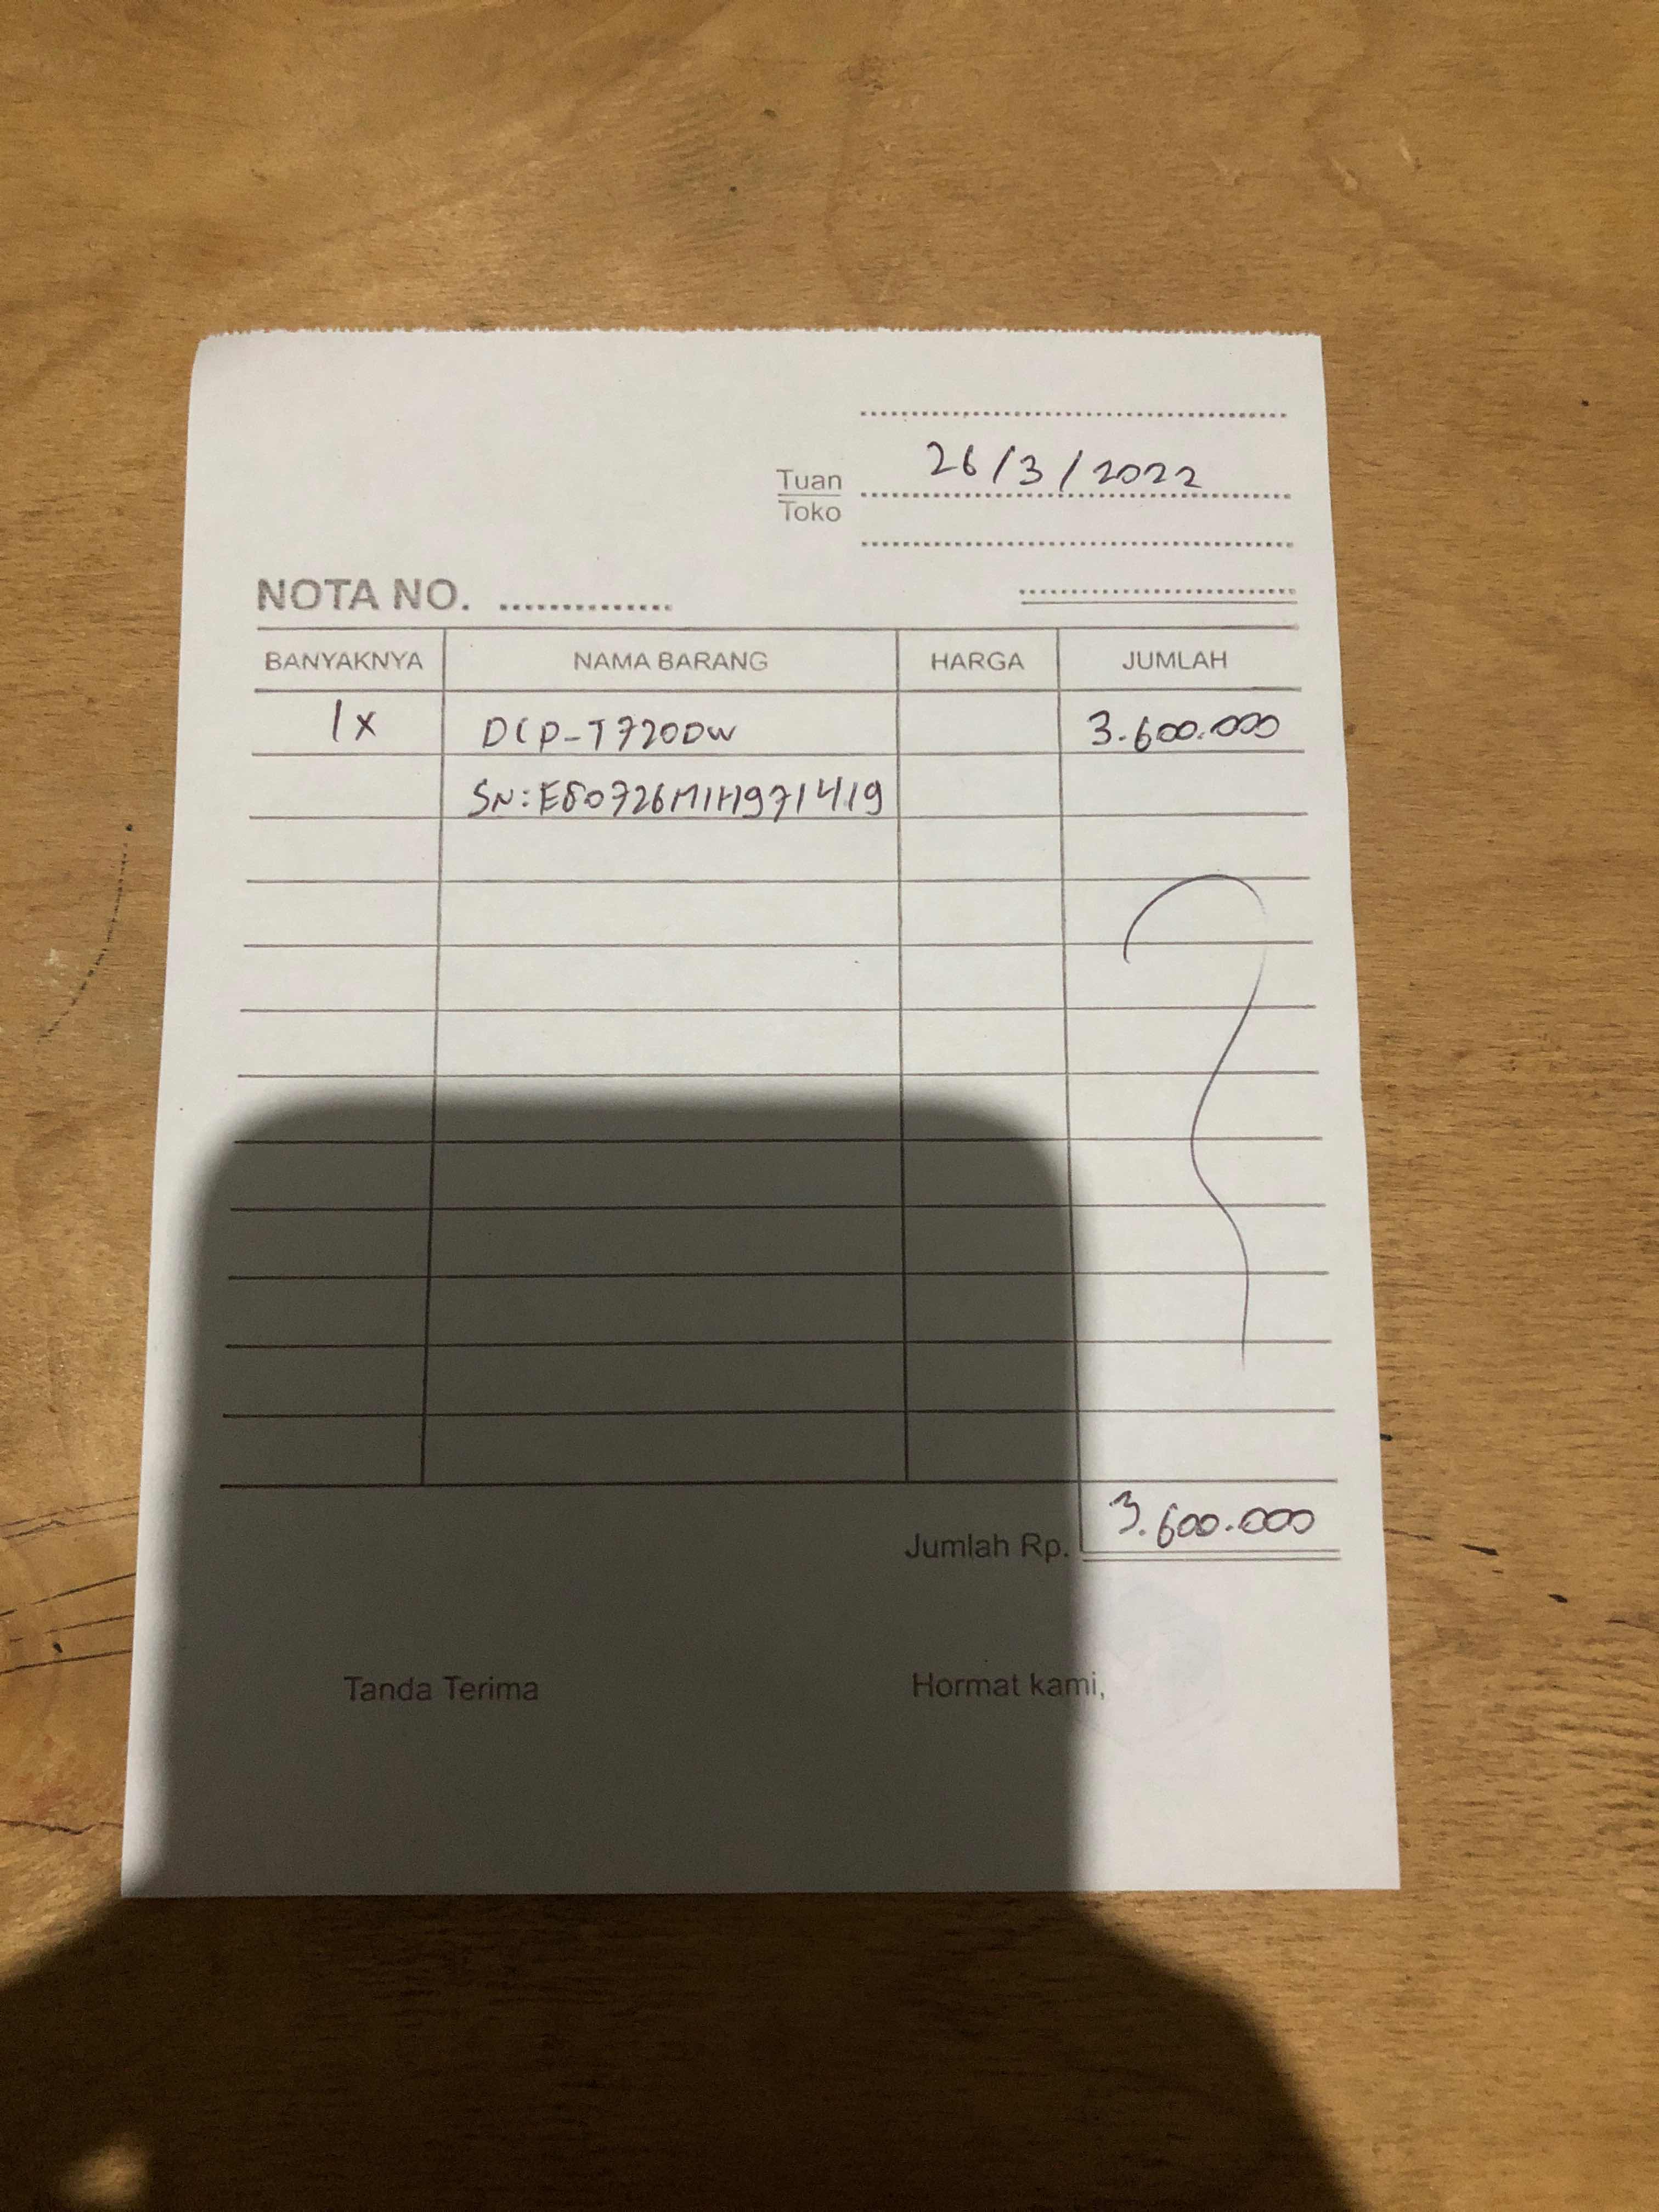 26/3/2022
Tuan
Toko
NOTA NO. ..............
BANYAKNYA NAMA BARANG HARGA JUMLAH
1x DCP-T720DW 3.600.000
SN:E80726M1H971419
Jumlah Rp. 3.600.000
Tanda Terima Hormat kami,